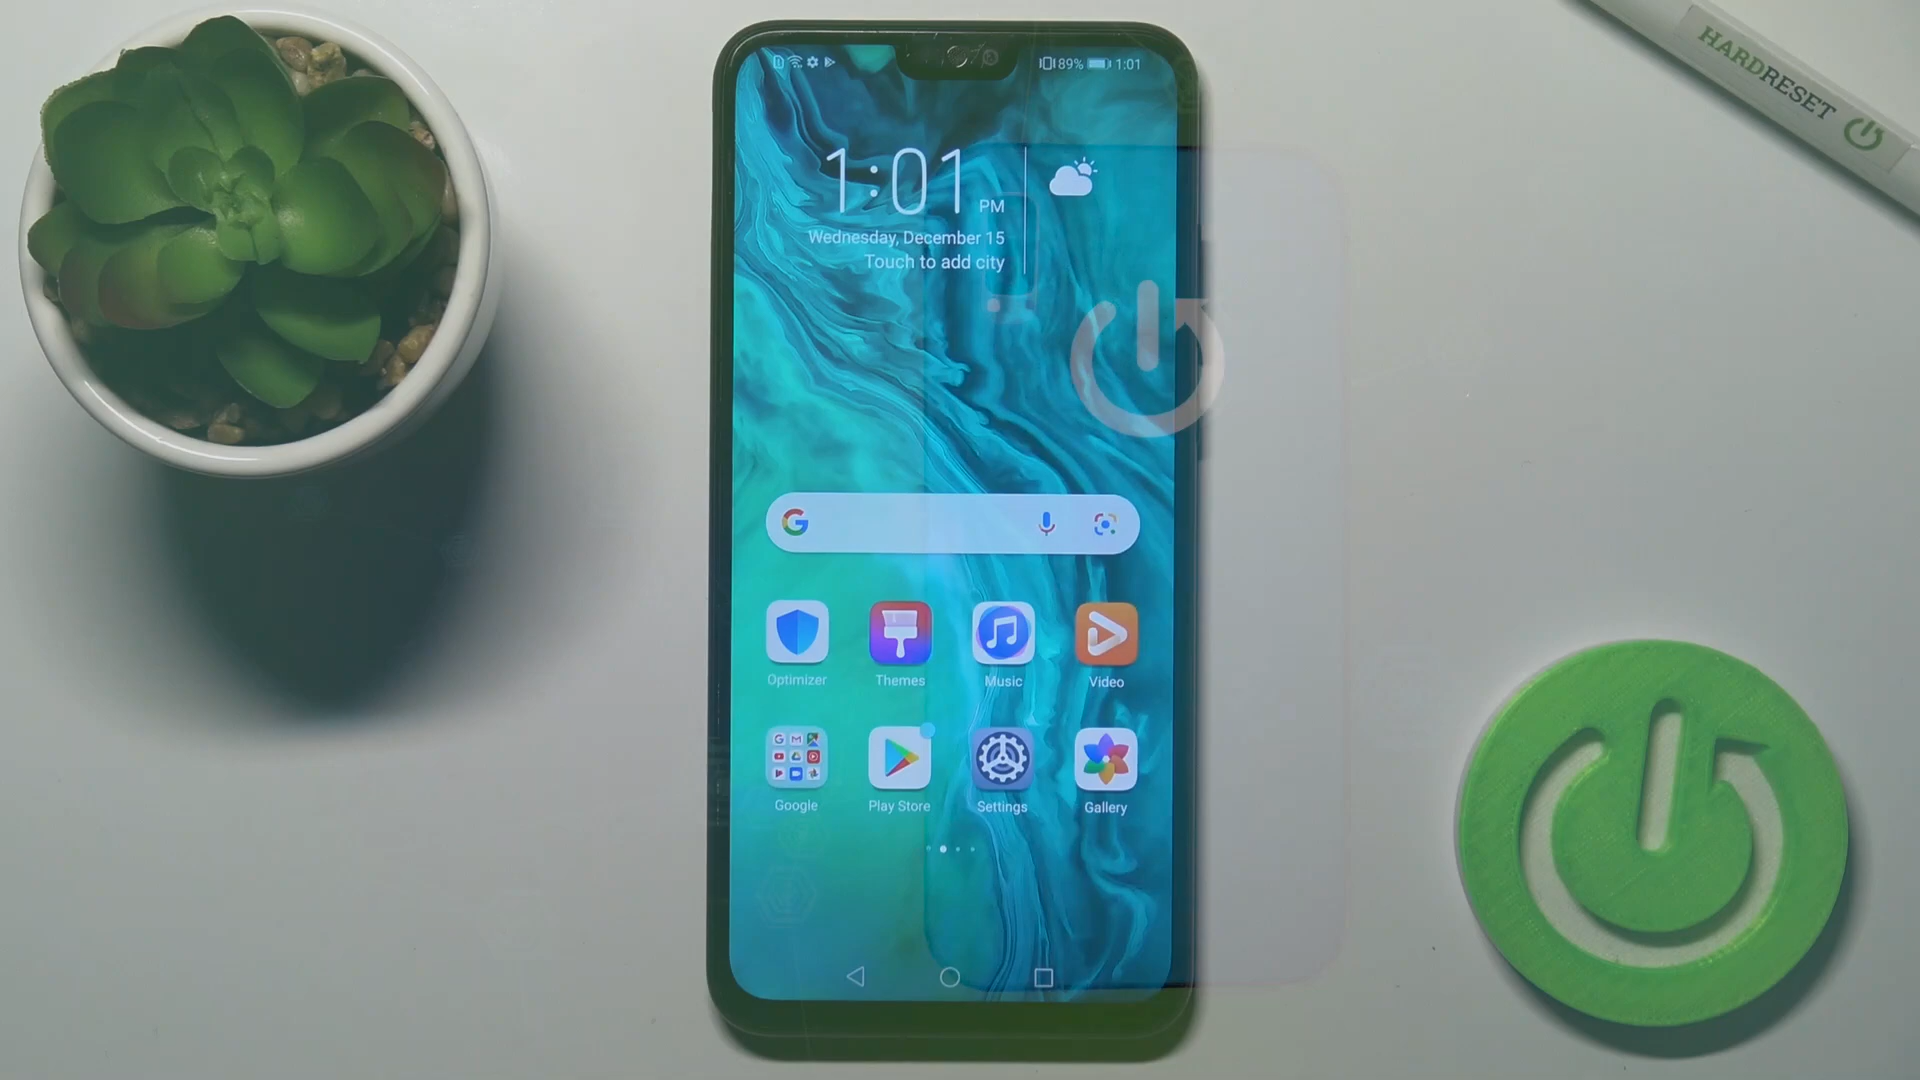 HARDRESET
89% 1:01
1:01 PM
Wednesday, December 15
Touch to add city
Optimizer
Themes
Music
Video
Google
Play Store
Settings
Gallery